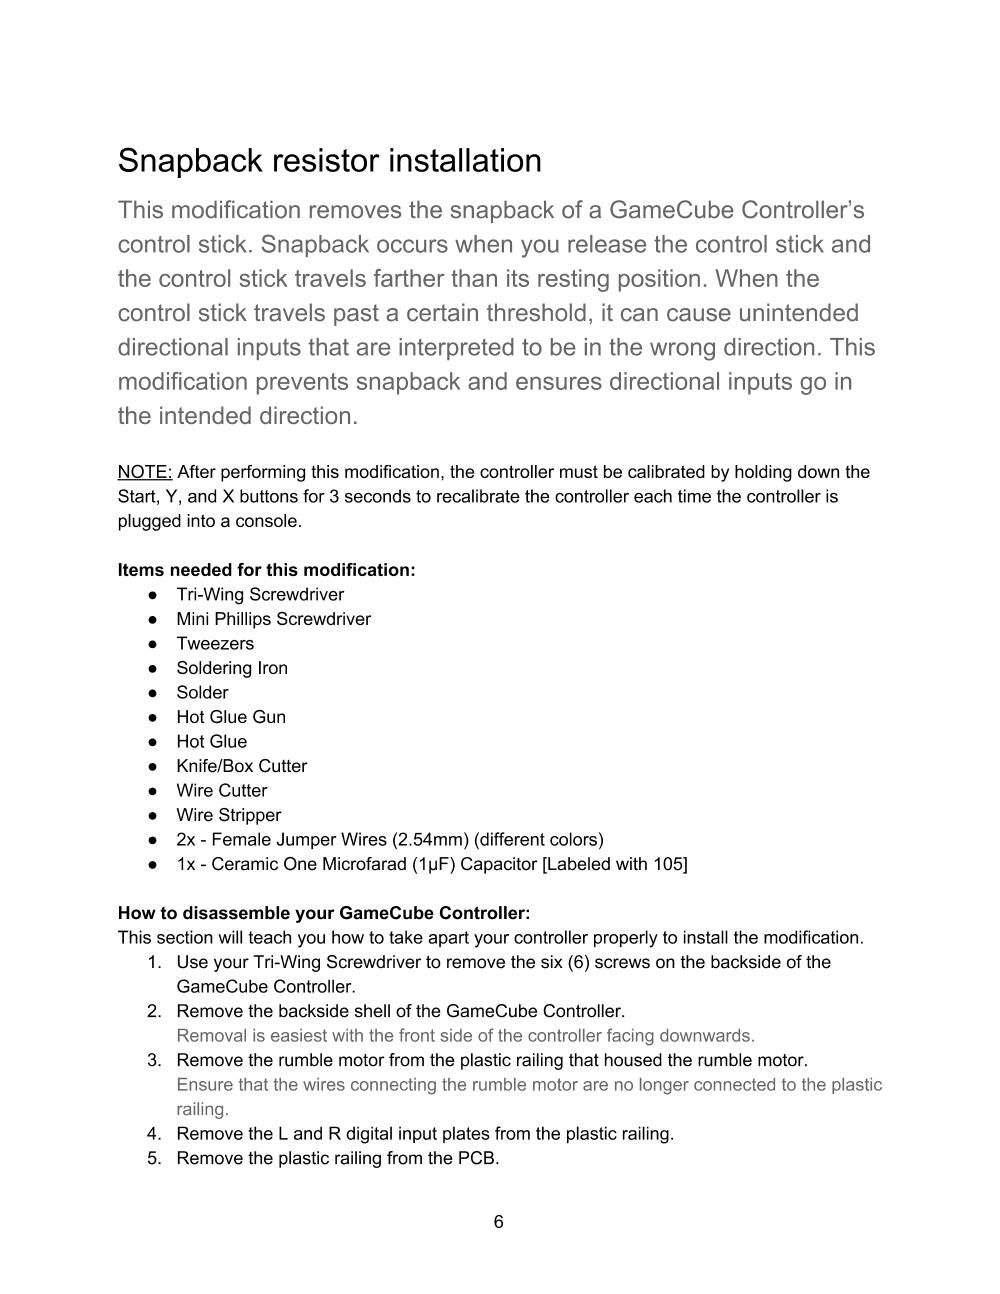 Snapback resistor installation
This modification removes the snapback of a GameCube Controller’s
control stick. Snapback occurs when you release the control stick and
the control stick travels farther than its resting position. When the
control stick travels past a certain threshold, it can cause unintended
directional inputs that are interpreted to be in the wrong direction. This
modification prevents snapback and ensures directional inputs go in
the intended direction.
NOTE: After performing this modification, the controller must be calibrated by holding down the
Start, Y, and X buttons for 3 seconds to recalibrate the controller each time the controller is
plugged into a console.
Items needed for this modification:
● Tri-Wing Screwdriver
● Mini Phillips Screwdriver
● Tweezers
● Soldering Iron
● Solder
● Hot Glue Gun
● Hot Glue
● Knife/Box Cutter
● Wire Cutter
● Wire Stripper
● 2x - Female Jumper Wires (2.54mm) (different colors)
● 1x - Ceramic One Microfarad (1µF) Capacitor [Labeled with 105]
How to disassemble your GameCube Controller:
This section will teach you how to take apart your controller properly to install the modification.
1. Use your Tri-Wing Screwdriver to remove the six (6) screws on the backside of the
GameCube Controller.
2. Remove the backside shell of the GameCube Controller.
Removal is easiest with the front side of the controller facing downwards.
3. Remove the rumble motor from the plastic railing that housed the rumble motor.
Ensure that the wires connecting the rumble motor are no longer connected to the plastic
railing.
4. Remove the L and R digital input plates from the plastic railing.
5. Remove the plastic railing from the PCB.
6